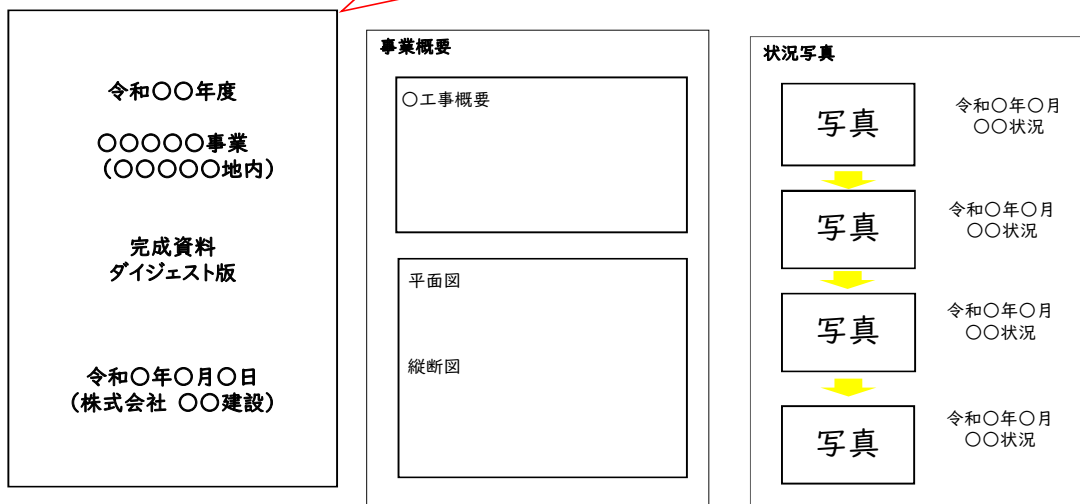 令和〇〇年度
〇〇〇〇〇事業
（〇〇〇〇〇地内）
完成資料
ダイジェスト版
令和〇年〇月〇日
（株式会社 〇〇建設）
事業概要
〇工事概要
平面図
縦断図
状況写真
写真
令和〇年〇月
〇〇状況
写真
令和〇年〇月
〇〇状況
写真
令和〇年〇月
〇〇状況
写真
令和〇年〇月
〇〇状況